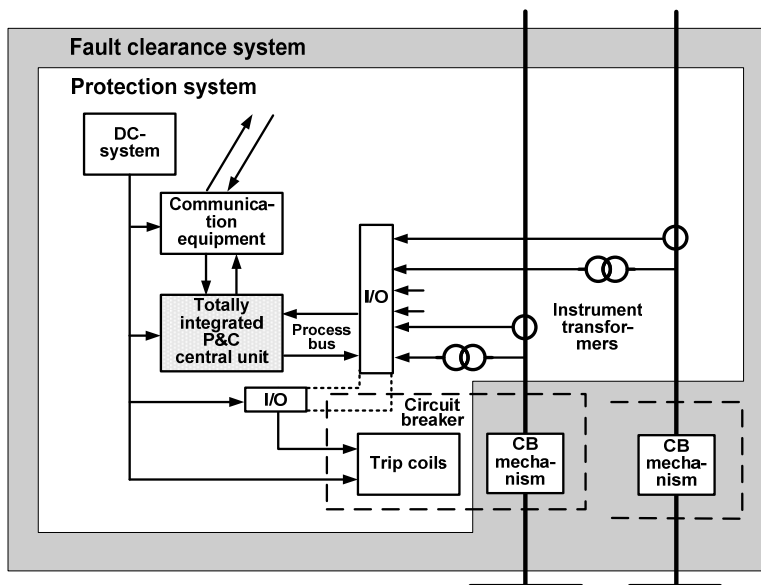 Fault clearance system
Protection system
DC-
system
Communica-
tion
equipment
I/O
Totally
integrated
P&C
central unit
Process
bus
Instrument
transfor-
mers
I/O
Circuit
breaker
Trip coils
CB
mecha-
nism
CB
mecha-
nism